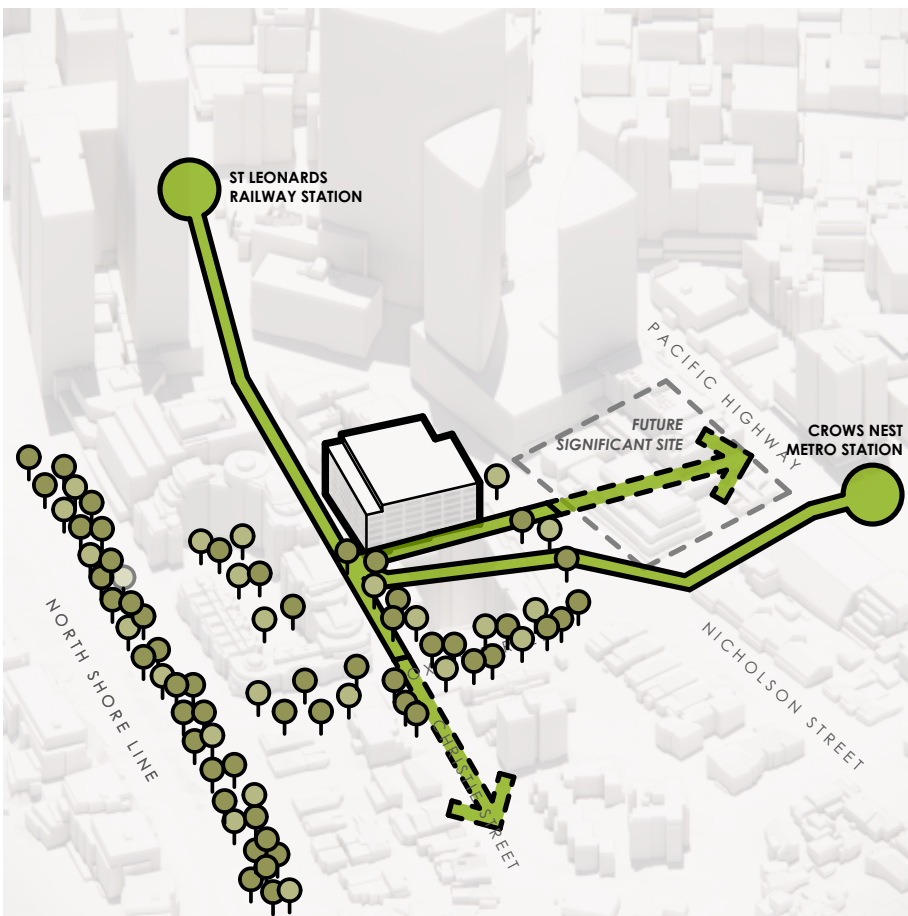 ST LEONARDS
RAILWAY STATION
PACIFIC HIGHWAY
FUTURE
SIGNIFICANT SITE
CROWS NEST
METRO STATION
NORTH SHORE LINE
NICHOLSON STREET
CHRISTIE STREET